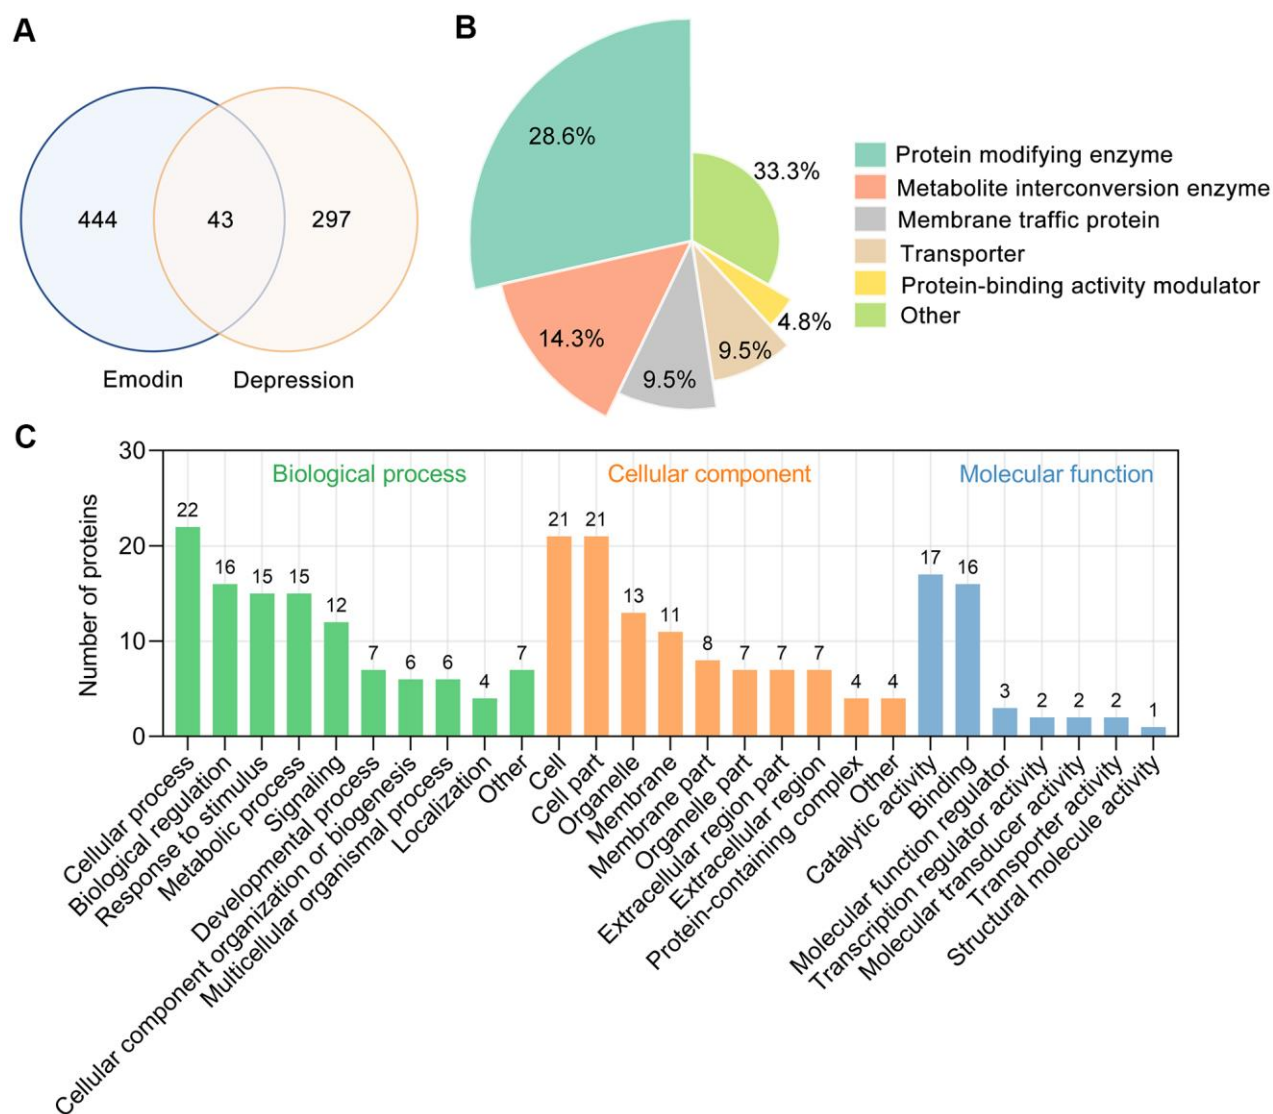 A
444
43
297
Emodin
Depression
B
28.6%
33.3%
14.3%
9.5%
9.5%
4.8%
Protein modifying enzyme
Metabolite interconversion enzyme
Membrane traffic protein
Transporter
Protein-binding activity modulator
Other
C
Number of proteins
30
20
10
0
Biological process
Cellular component
Molecular function
22
16
15
15
12
7
6
6
4
7
21
21
13
11
8
7
7
7
4
4
17
16
3
2
2
2
1
Cellular process
Biological regulation
Response to stimulus
Metabolic process
Signaling
Developmental process
Cellular component organization or biogenesis
Multicellular organismal process
Localization
Other
Cell
Cell part
Organelle
Membrane
Membrane part
Organelle part
Extracellular region part
Extracellular region
Protein-containing complex
Other
Catalytic activity
Binding
Molecular function regulator
Transcription regulator activity
Molecular transducer activity
Transporter activity
Structural molecule activity